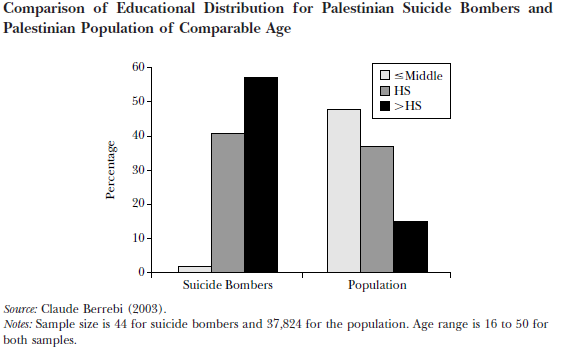 Comparison of Educational Distribution for Palestinian Suicide Bombers and
Palestinian Population of Comparable Age
60
50
40
30
20
10
0
Percentage
≤Middle
HS
>HS
Suicide Bombers
Population
Source: Claude Berrebi (2003).
Notes: Sample size is 44 for suicide bombers and 37,824 for the population. Age range is 16 to 50 for
both samples.